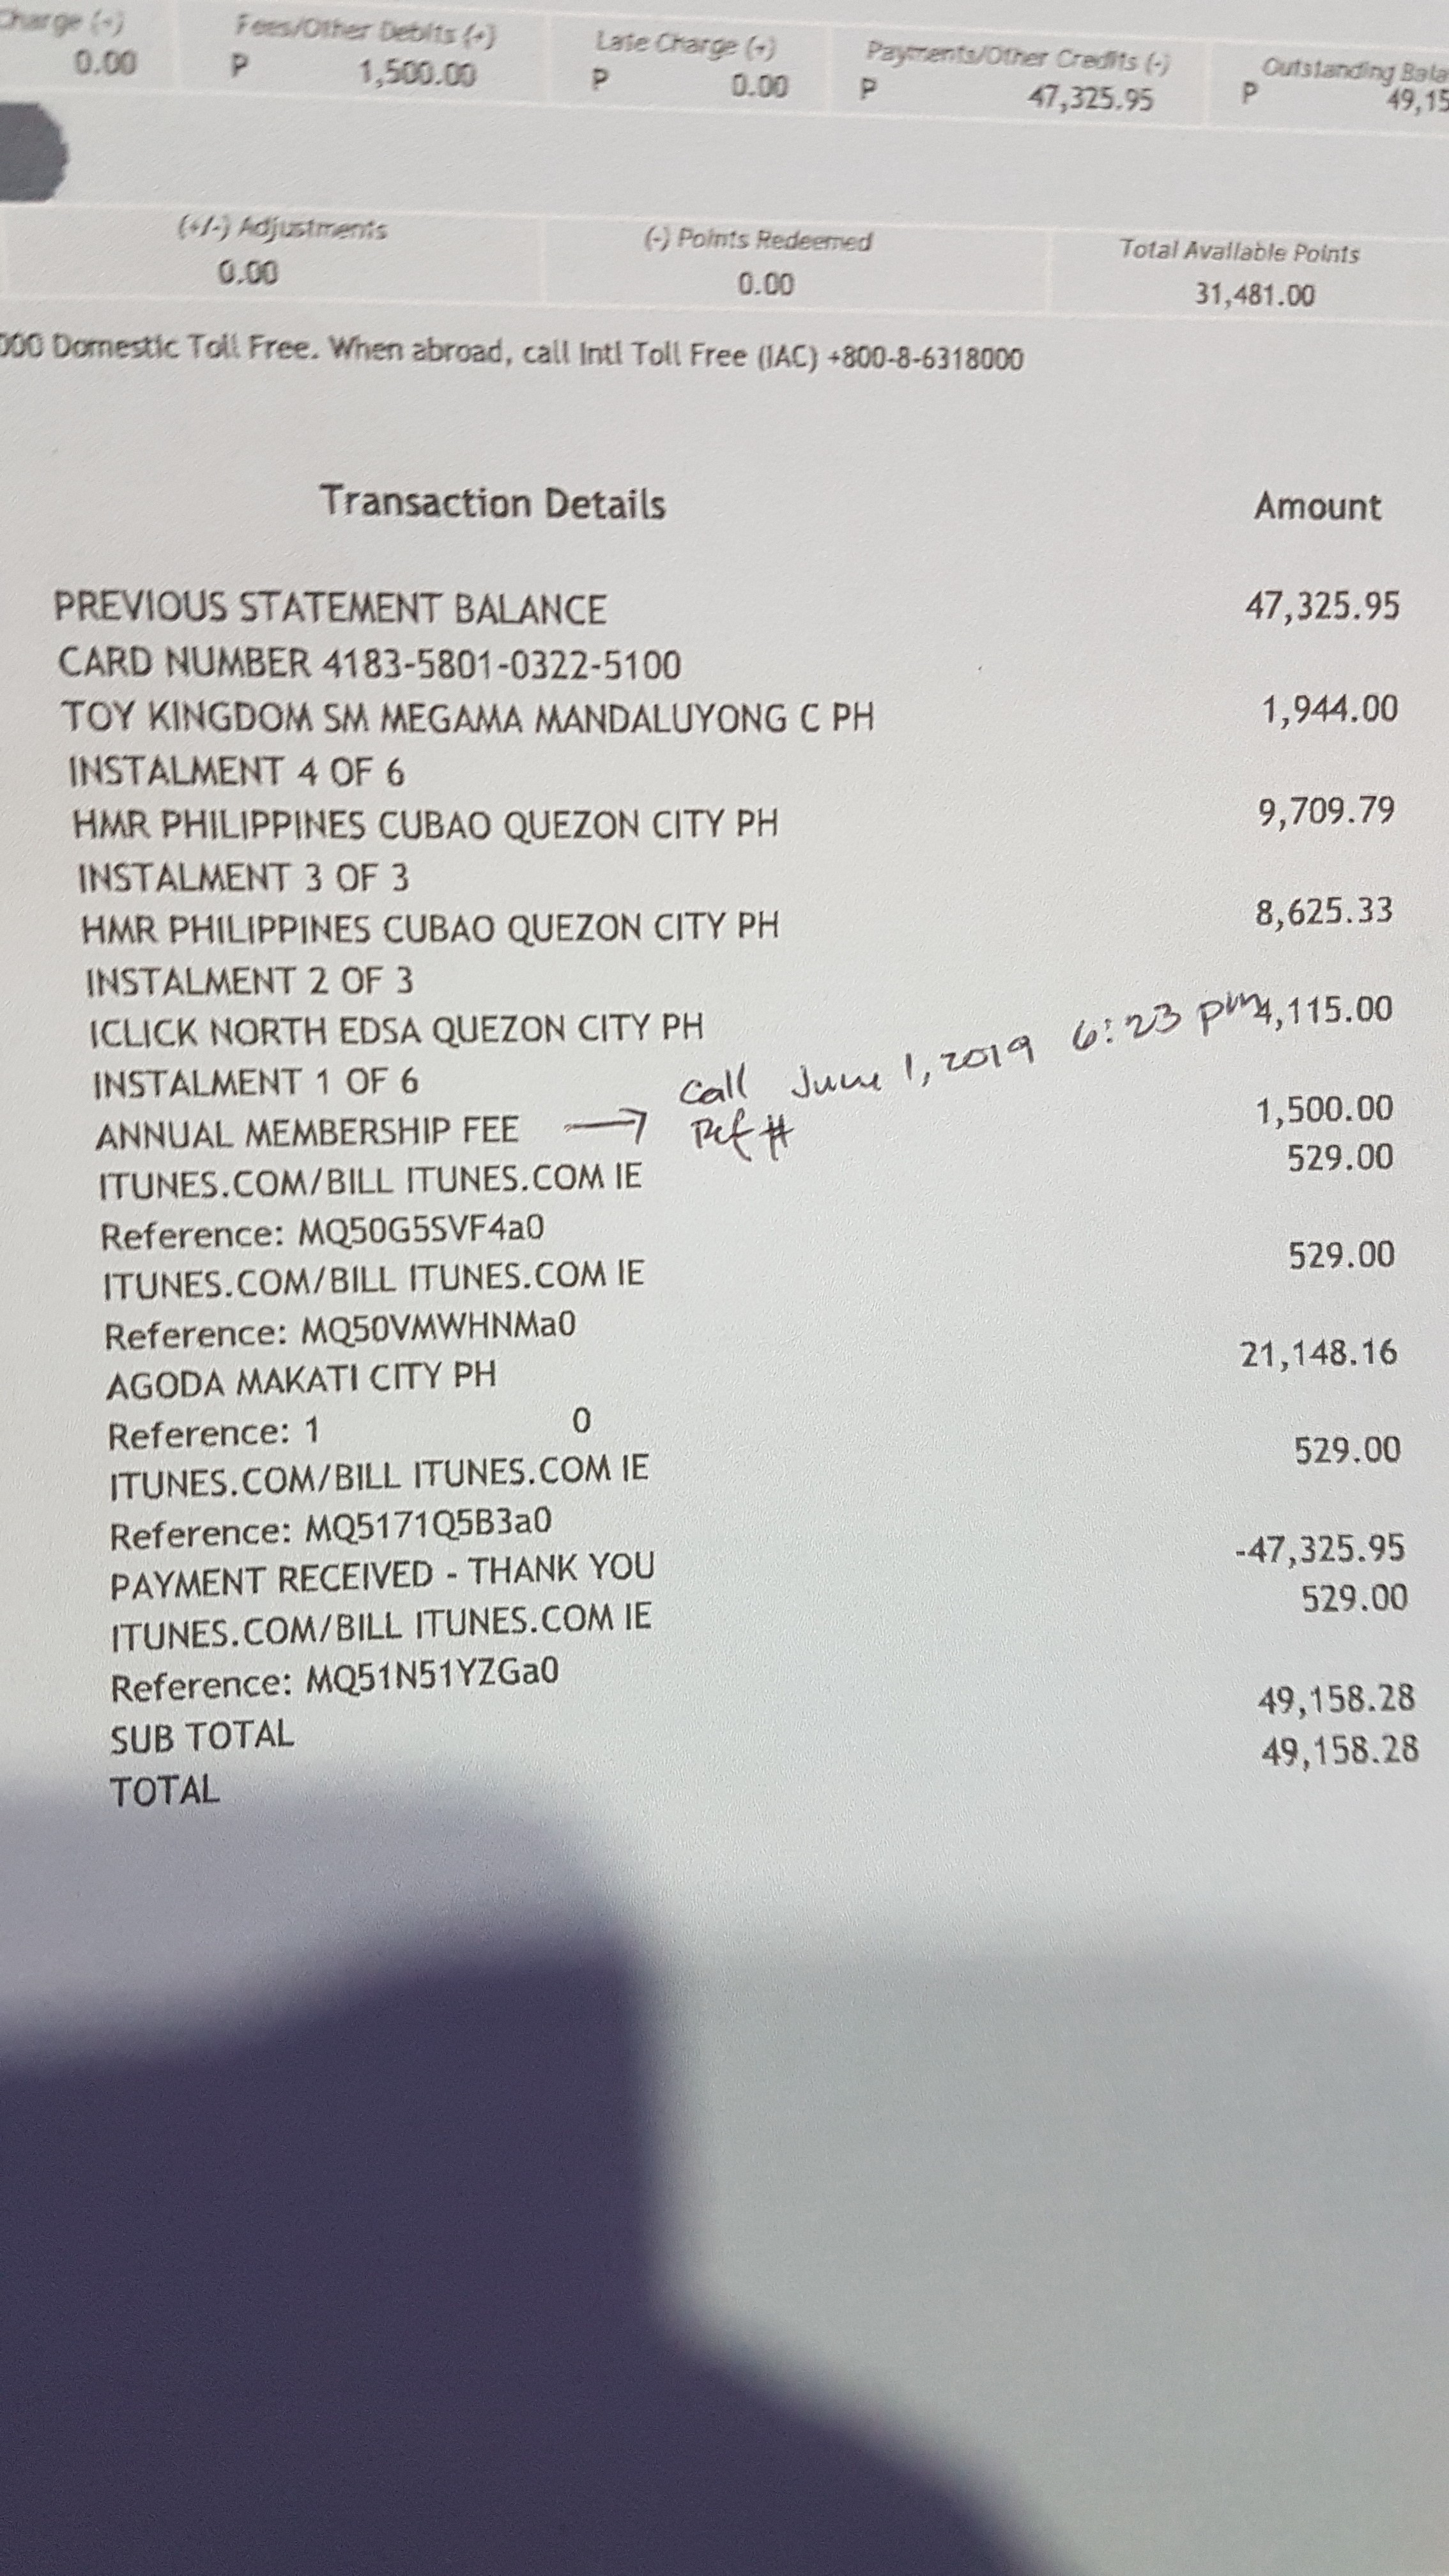 Charge (+) Fees/Other Debits (+) Late Charge (+) Payments/Other Credits (-) Outstanding Bala
0.00 P 1,500.00 P 0.00 P 47,325.95 P 49,15
(+/-) Adjustments (-) Points Redeemed Total Available Points
0.00 0.00 31,481.00
000 Domestic Toll Free. When abroad, call Intl Toll Free (IAC) +800-8-6318000
Transaction Details Amount
PREVIOUS STATEMENT BALANCE 47,325.95
CARD NUMBER 4183-5801-0322-5100
TOY KINGDOM SM MEGAMA MANDALUYONG C PH 1,944.00
INSTALMENT 4 OF 6
HMR PHILIPPINES CUBAO QUEZON CITY PH 9,709.79
INSTALMENT 3 OF 3
HMR PHILIPPINES CUBAO QUEZON CITY PH 8,625.33
INSTALMENT 2 OF 3
ICLICK NORTH EDSA QUEZON CITY PH 4,115.00
INSTALMENT 1 OF 6 Call June 1, 2019 6:23 pm
ANNUAL MEMBERSHIP FEE → Ref # 1,500.00
ITUNES.COM/BILL ITUNES.COM IE 529.00
Reference: MQ50G5SVF4a0
ITUNES.COM/BILL ITUNES.COM IE 529.00
Reference: MQ50VMWHNMa0
AGODA MAKATI CITY PH 21,148.16
Reference: 1 0
ITUNES.COM/BILL ITUNES.COM IE 529.00
Reference: MQ5171Q5B3a0
PAYMENT RECEIVED - THANK YOU -47,325.95
ITUNES.COM/BILL ITUNES.COM IE 529.00
Reference: MQ51N51YZGa0
SUB TOTAL 49,158.28
TOTAL 49,158.28